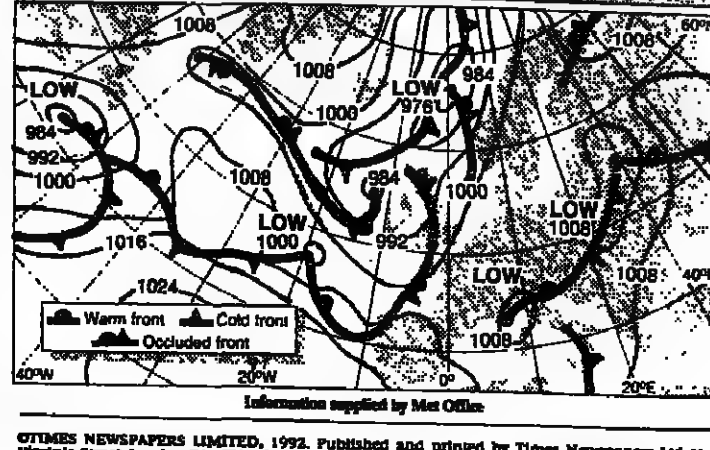 1008
1008
60°N
1008
984
LOW
976
LOW
984
992
1000
1000
1008
984
1000
LOW
1000
992
LOW
1008
1016
LOW
1008
40°N
1024
1008
Warm front
Cold front
Occluded front
40°W
20°W
0°
20°E
Information supplied by Met Office
©TIMES NEWSPAPERS LIMITED, 1992. Published and printed by Times Newspapers Ltd at